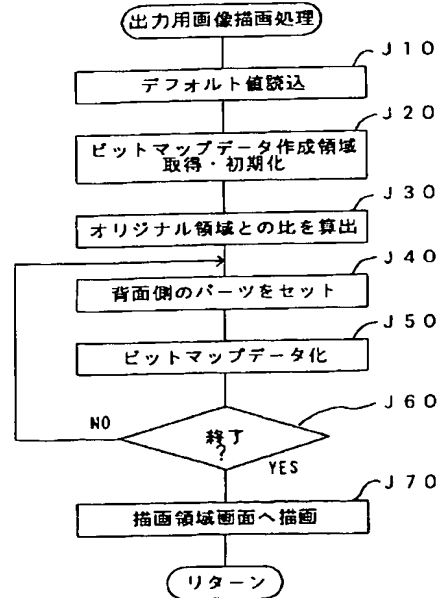 出力用画像描画処理
J10
デフォルト値読込
J20
ビットマップデータ作成領域
取得・初期化
J30
オリジナル領域との比を算出
J40
背面側のパーツをセット
J50
ビットマップデータ化
J60
NO
終了
?
YES
J70
描画領域画面へ描画
リターン